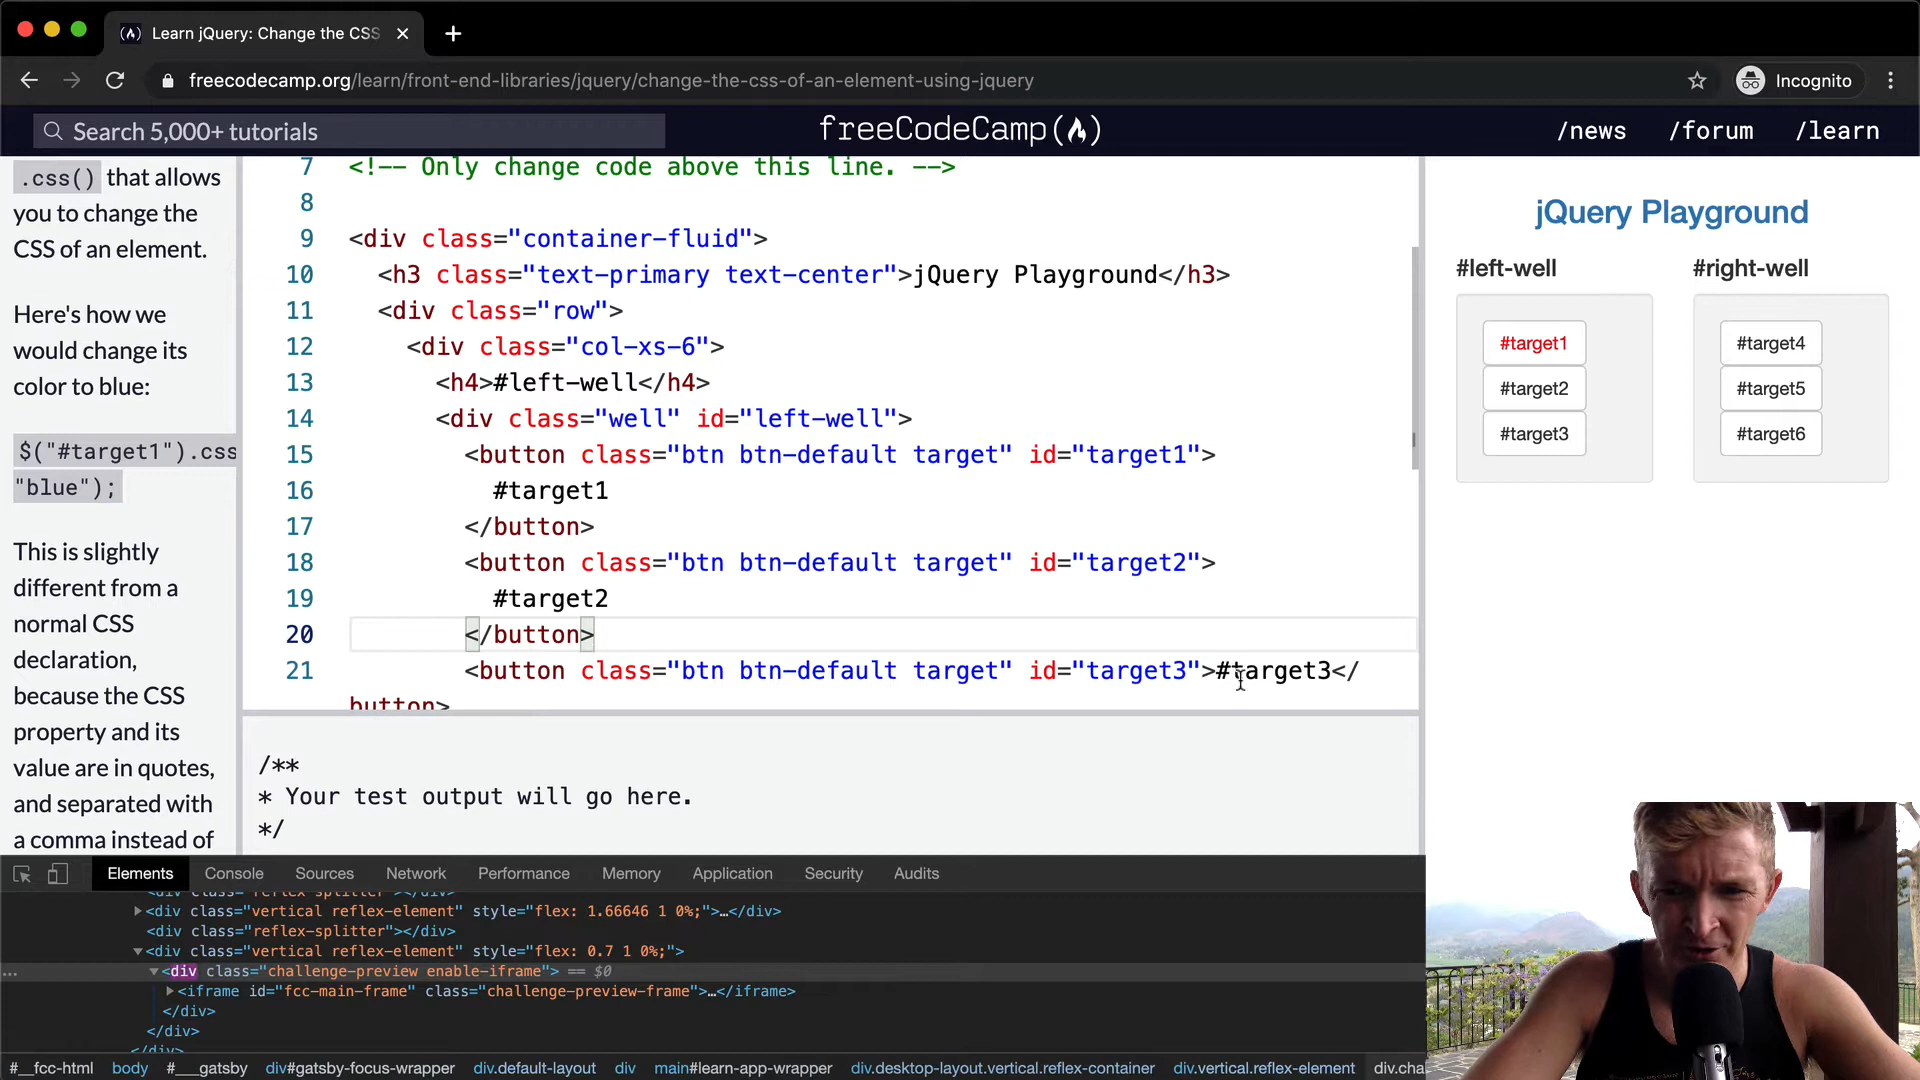 Learn jQuery: Change the CSS
freecodecamp.org/learn/front-end-libraries/jquery/change-the-css-of-an-element-using-jquery
Incognito
Search 5,000+ tutorials
freeCodeCamp
/news /forum /learn
.css() that allows
you to change the
CSS of an element.
Here's how we
would change its
color to blue:
$("#target1").css
"blue");
This is slightly
different from a
normal CSS
declaration,
because the CSS
property and its
value are in quotes,
and separated with
a comma instead of
7 <!-- Only change code above this line. -->
8
9 <div class="container-fluid">
10 <h3 class="text-primary text-center">jQuery Playground</h3>
11 <div class="row">
12 <div class="col-xs-6">
13 <h4>#left-well</h4>
14 <div class="well" id="left-well">
15 <button class="btn btn-default target" id="target1">
16 #target1
17 </button>
18 <button class="btn btn-default target" id="target2">
19 #target2
20 </button>
21 <button class="btn btn-default target" id="target3">#target3</
button>
/**
* Your test output will go here.
*/
jQuery Playground
#left-well #right-well
#target1 #target4
#target2 #target5
#target3 #target6
Elements Console Sources Network Performance Memory Application Security Audits
<div class="reflex-splitter"></div>
<div class="vertical reflex-element" style="flex: 1.66646 1 0%;">…</div>
<div class="reflex-splitter"></div>
<div class="vertical reflex-element" style="flex: 0.7 1 0%;">
<div class="challenge-preview enable-iframe"> == $0
<iframe id="fcc-main-frame" class="challenge-preview-frame">…</iframe>
</div>
</div>
</div>
#__fcc-html body #___gatsby div#gatsby-focus-wrapper div.default-layout div main#learn-app-wrapper div.desktop-layout.vertical.reflex-container div.vertical.reflex-element div.cha